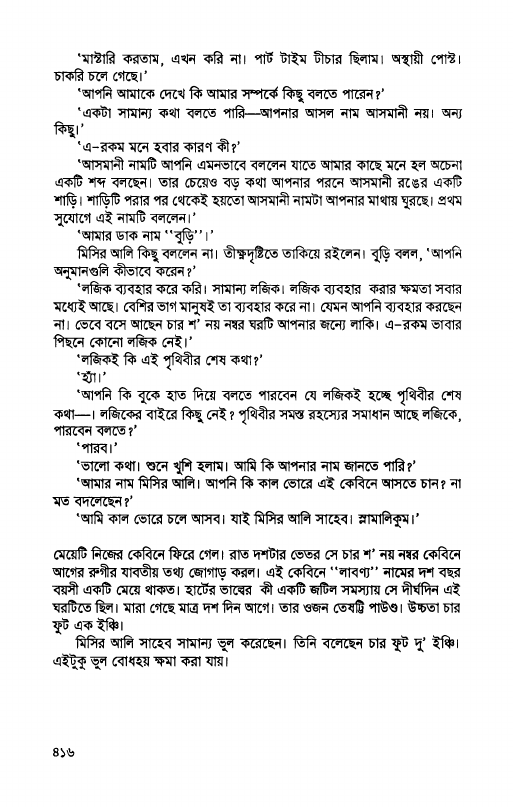 ‘মাস্টারি করতাম, এখন করি না। পার্ট টাইম টীচার ছিলাম। অস্থায়ী পোস্ট।
চাকরি চলে গেছে।’
‘আপনি আমাকে দেখে কি আমার সম্পর্কে কিছু বলতে পারেন?’
‘একটা সামান্য কথা বলতে পারি—আপনার আসল নাম আসমানী নয়। অন্য
কিছু।’
‘এ-রকম মনে হবার কারণ কী?’
‘আসমানী নামটি আপনি এমনভাবে বললেন যাতে আমার কাছে মনে হল অচেনা
একটি শব্দ বলছেন। তার চেয়েও বড় কথা আপনার পরনে আসমানী রঙের একটি
শাড়ি। শাড়িটি পরার পর থেকেই হয়তো আসমানী নামটা আপনার মাথায় ঘুরছে। প্রথম
সুযোগে এই নামটি বললেন।’
‘আমার ডাক নাম ‘‘বুড়ি’’।’
মিসির আলি কিছু বললেন না। তীক্ষ্ণদৃষ্টিতে তাকিয়ে রইলেন। বুড়ি বলল, ‘আপনি
অনুমানগুলি কীভাবে করেন?’
‘লজিক ব্যবহার করে করি। সামান্য লজিক। লজিক ব্যবহার করার ক্ষমতা সবার
মধ্যেই আছে। বেশির ভাগ মানুষই তা ব্যবহার করে না। যেমন আপনি ব্যবহার করছেন
না। ভেবে বসে আছেন চার শ’ নয় নম্বর ঘরটি আপনার জন্যে লাকি। এ-রকম ভাবার
পিছনে কোনো লজিক নেই।’
‘লজিকই কি এই পৃথিবীর শেষ কথা?’
‘হ্যাঁ।’
‘আপনি কি বুকে হাত দিয়ে বলতে পারবেন যে লজিকই হচ্ছে পৃথিবীর শেষ
কথা—। লজিকের বাইরে কিছু নেই? পৃথিবীর সমস্ত রহস্যের সমাধান আছে লজিকে,
পারবেন বলতে?’
‘পারব।’
‘ভালো কথা। শুনে খুশি হলাম। আমি কি আপনার নাম জানতে পারি?’
‘আমার নাম মিসির আলি। আপনি কি কাল ভোরে এই কেবিনে আসতে চান? না
মত বদলেছেন?’
‘আমি কাল ভোরে চলে আসব। যাই মিসির আলি সাহেব। স্লামালিকুম।’
মেয়েটি নিজের কেবিনে ফিরে গেল। রাত দশটার ভেতর সে চার শ’ নয় নম্বর কেবিনে
আগের রুগীর যাবতীয় তথ্য জোগাড় করল। এই কেবিনে ‘‘লাবণ্য’’ নামের দশ বছর
বয়সী একটি মেয়ে থাকত। হার্টের ভাল্বের কী একটি জটিল সমস্যায় সে দীর্ঘদিন এই
ঘরটিতে ছিল। মারা গেছে মাত্র দশ দিন আগে। তার ওজন তেষট্টি পাউণ্ড। উচ্চতা চার
ফুট এক ইঞ্চি।
মিসির আলি সাহেব সামান্য ভুল করেছেন। তিনি বলেছেন চার ফুট দু’ ইঞ্চি।
এইটুকু ভুল বোধহয় ক্ষমা করা যায়।
৪১৬